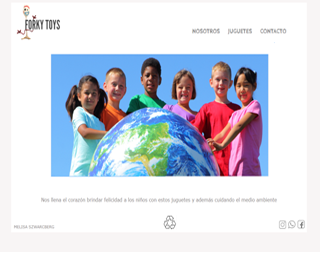 FORKY TOYS
NOSOTROS JUGUETES CONTACTO
Nos llena el corazón brindar felicidad a los niños con estos juguetes y además cuidando el medio ambiente
MELISA SZWARDBERG